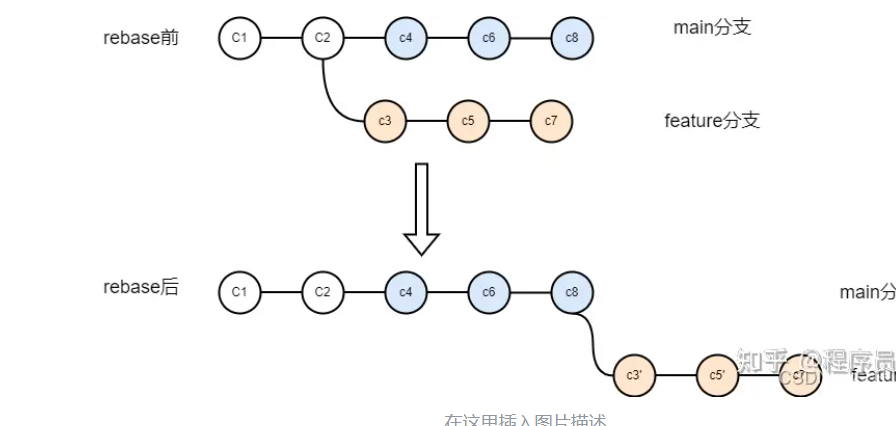 rebase前
C1
C2
c4
c6
c8
main分支
c3
c5
c7
feature分支
rebase后
C1
C2
c4
c6
c8
main分
c3'
c5'
知乎 @程序员
CSD
featur
在这里插入图片描述